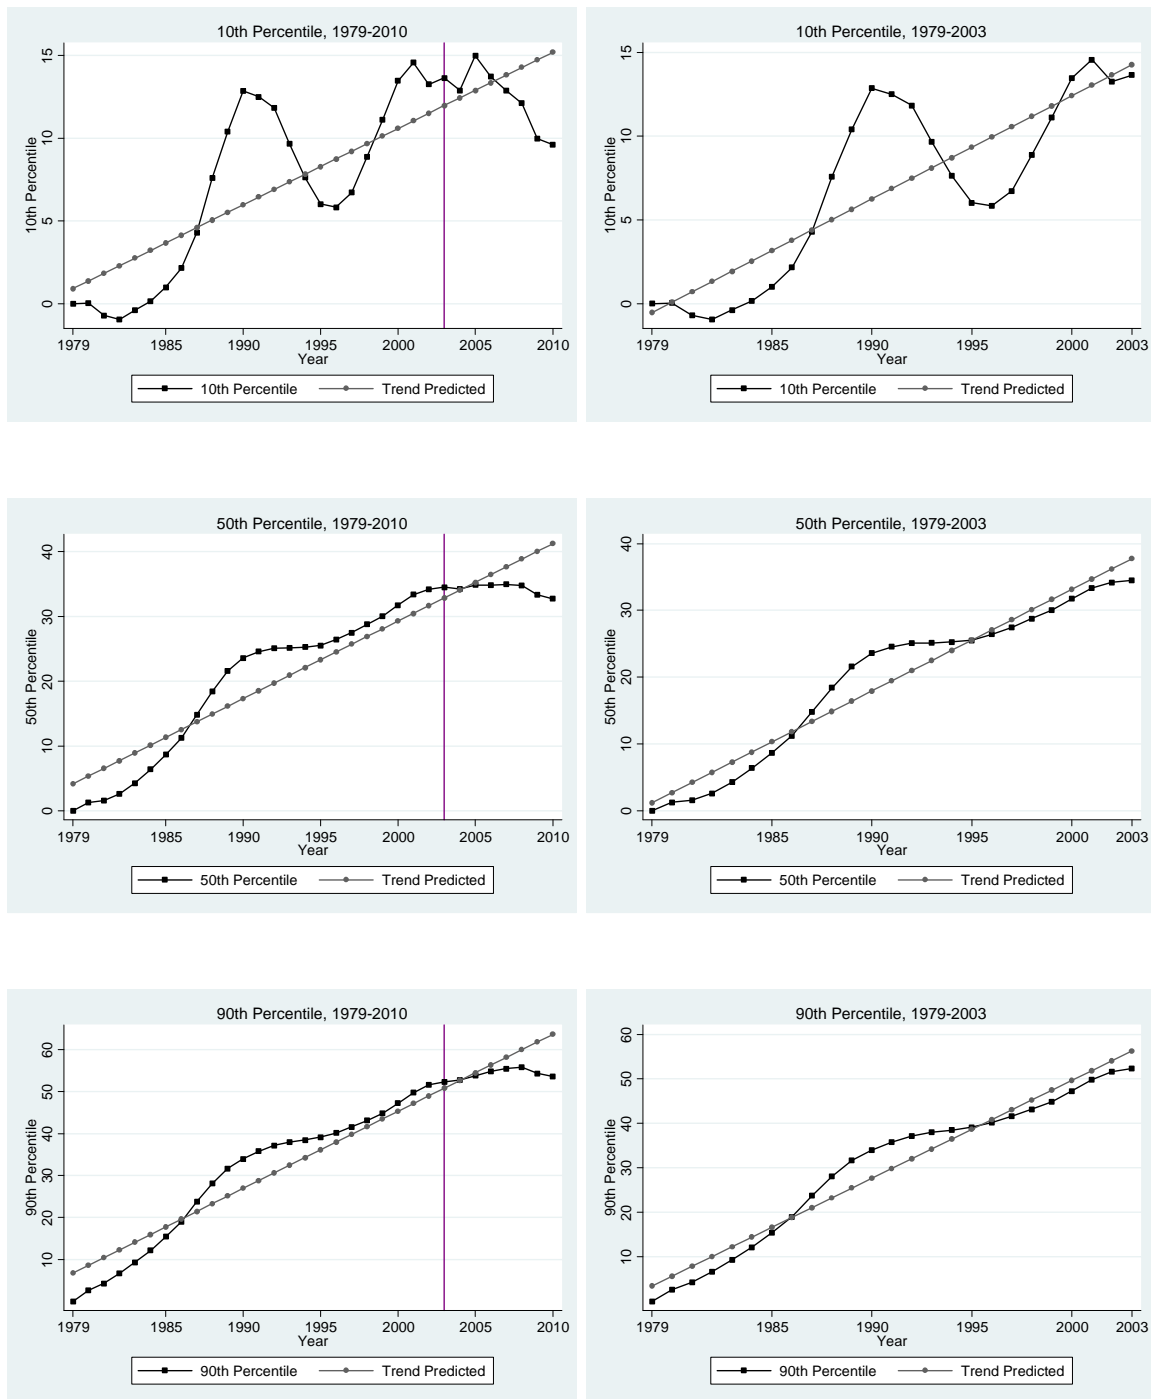 10th Percentile, 1979-2010
10th Percentile
15
10
5
0
1979 1985 1990 1995 2000 2005 2010
Year
10th Percentile Trend Predicted
10th Percentile, 1979-2003
10th Percentile
15
10
5
0
1979 1985 1990 1995 2000 2003
Year
10th Percentile Trend Predicted
50th Percentile, 1979-2010
50th Percentile
40
30
20
10
0
1979 1985 1990 1995 2000 2005 2010
Year
50th Percentile Trend Predicted
50th Percentile, 1979-2003
50th Percentile
40
30
20
10
0
1979 1985 1990 1995 2000 2003
Year
50th Percentile Trend Predicted
90th Percentile, 1979-2010
90th Percentile
60
50
40
30
20
10
1979 1985 1990 1995 2000 2005 2010
Year
90th Percentile Trend Predicted
90th Percentile, 1979-2003
90th Percentile
60
50
40
30
20
10
1979 1985 1990 1995 2000 2003
Year
90th Percentile Trend Predicted